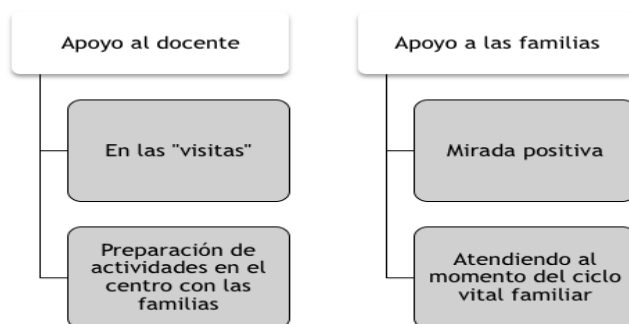 Apoyo al docente
En las "visitas"
Preparación de
actividades en el
centro con las
familias
Apoyo a las familias
Mirada positiva
Atendiendo al
momento del ciclo
vital familiar